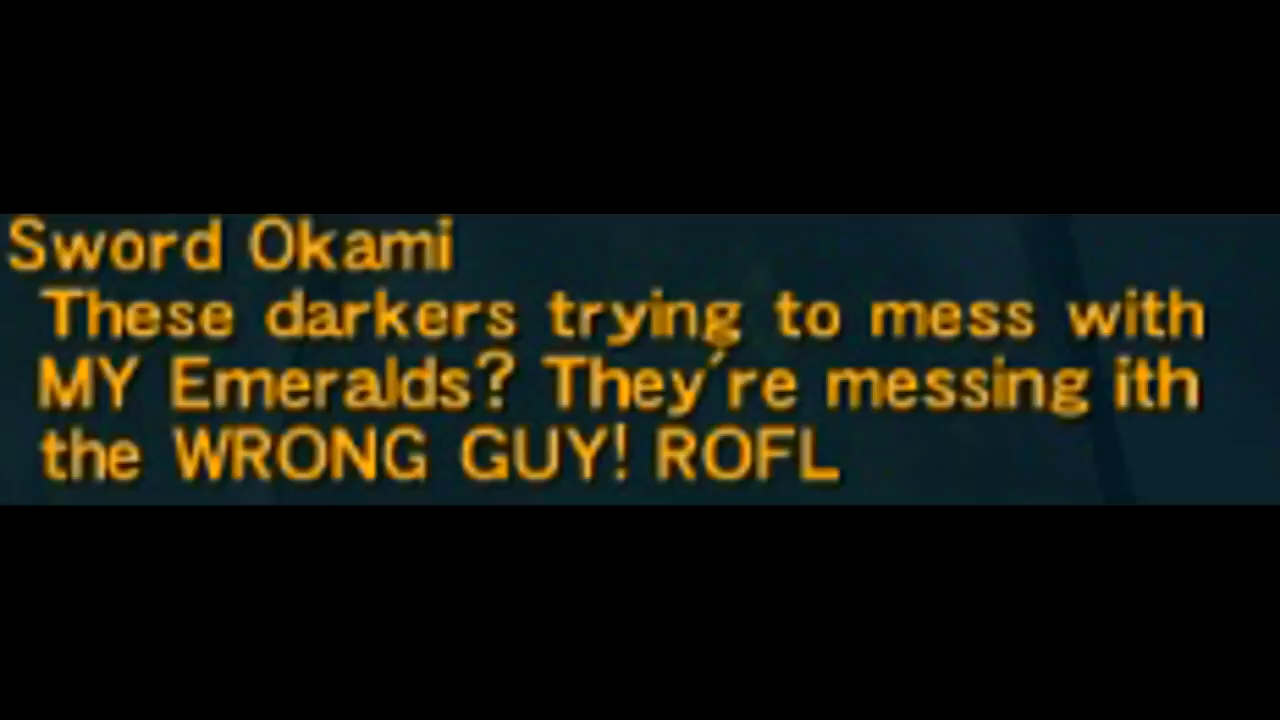 Sword Okami
These darkers trying to mess with
MY Emeralds? They're messing ith
the WRONG GUY! ROFL